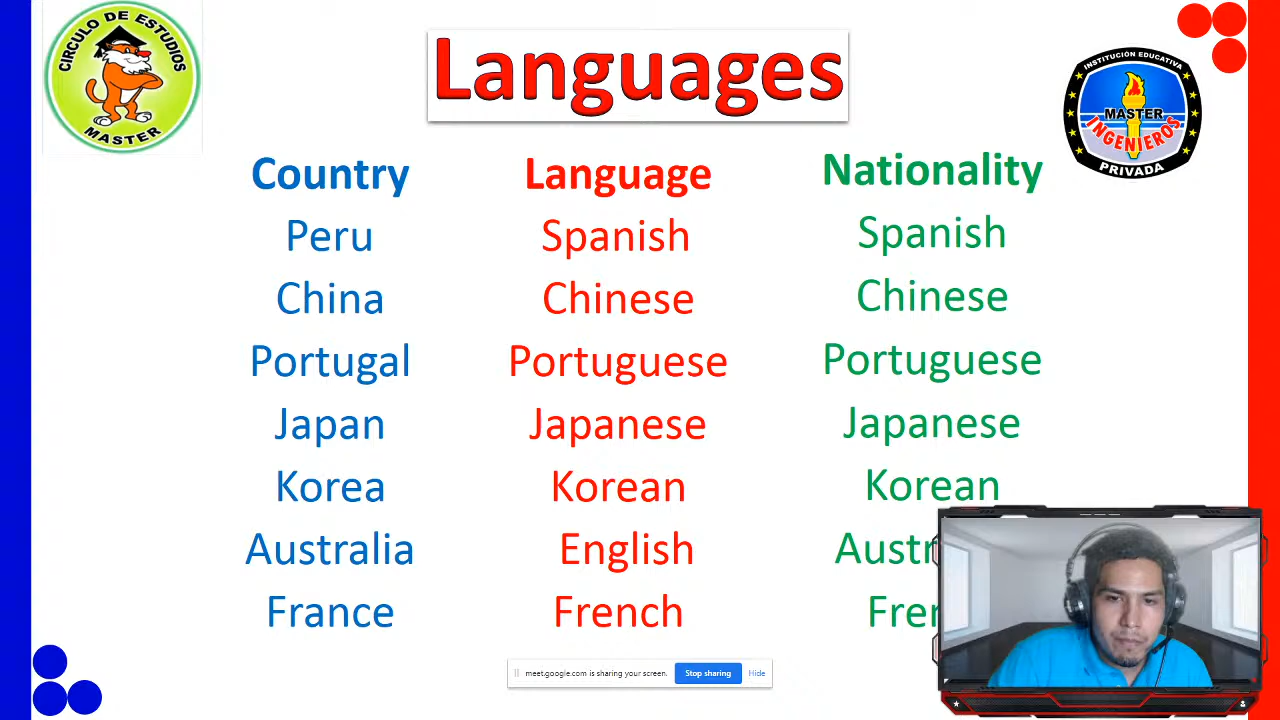 CIRCULO DE ESTUDIOS
MASTER
Languages
INSTITUCIÓN EDUCATIVA
MASTER
INGENIEROS
PRIVADA
Country Language Nationality
Peru Spanish Spanish
China Chinese Chinese
Portugal Portuguese Portuguese
Japan Japanese Japanese
Korea Korean Korean
Australia English
France French
meet.google.com is sharing your screen. Stop sharing Hide